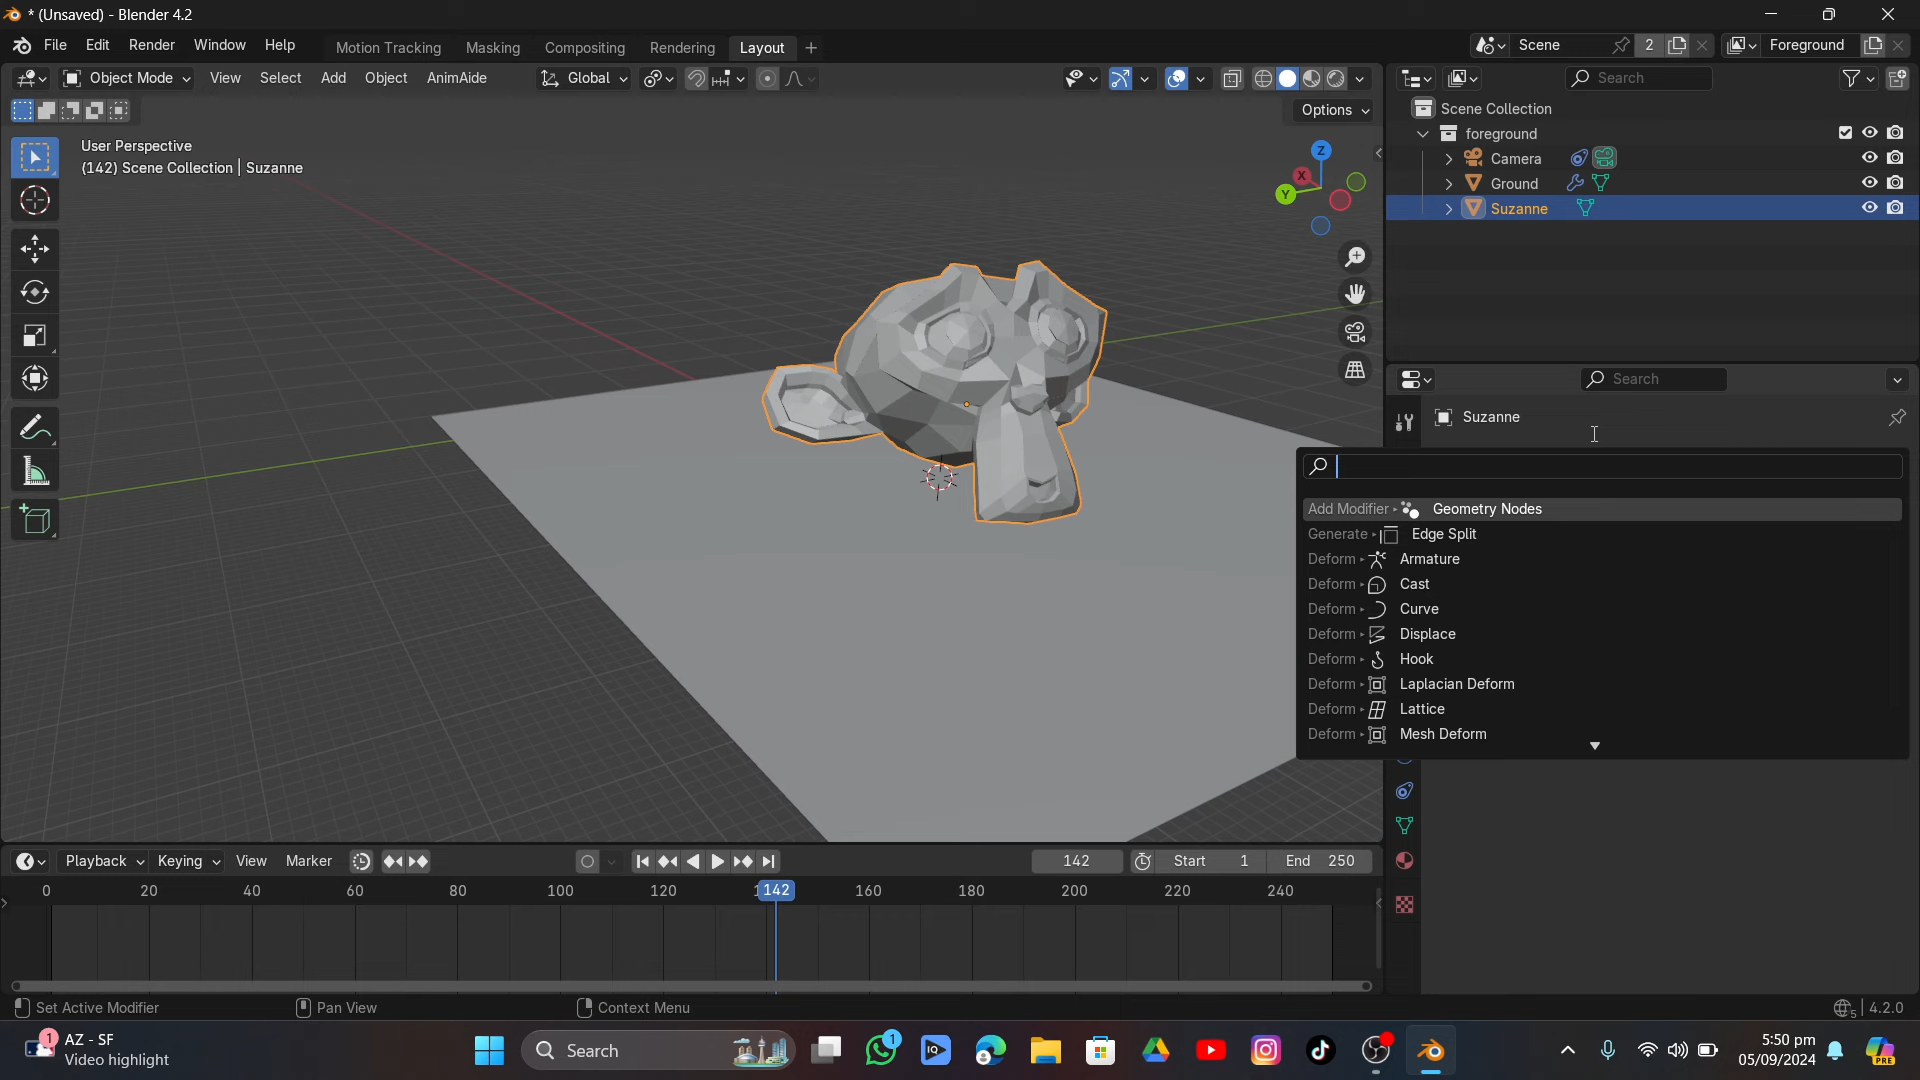 * (Unsaved) - Blender 4.2
File Edit Render Window Help
Motion Tracking Masking Compositing Rendering Layout
Scene 2 Foreground
Object Mode View Select Add Object AnimAide
Global
Search
Options
User Perspective
(142) Scene Collection | Suzanne
Z
X
Y
Scene Collection
foreground
Camera
Ground
Suzanne
Search
Suzanne
Add Modifier Geometry Nodes
Generate Edge Split
Deform Armature
Deform Cast
Deform Curve
Deform Displace
Deform Hook
Deform Laplacian Deform
Deform Lattice
Deform Mesh Deform
Playback Keying View Marker 142 Start 1 End 250
0 20 40 60 80 100 120 142 160 180 200 220 240
Set Active Modifier Pan View Context Menu 5 4.2.0
1 AZ - SF
Video highlight
Search
1
IQ
5:50 pm
05/09/2024
PRE